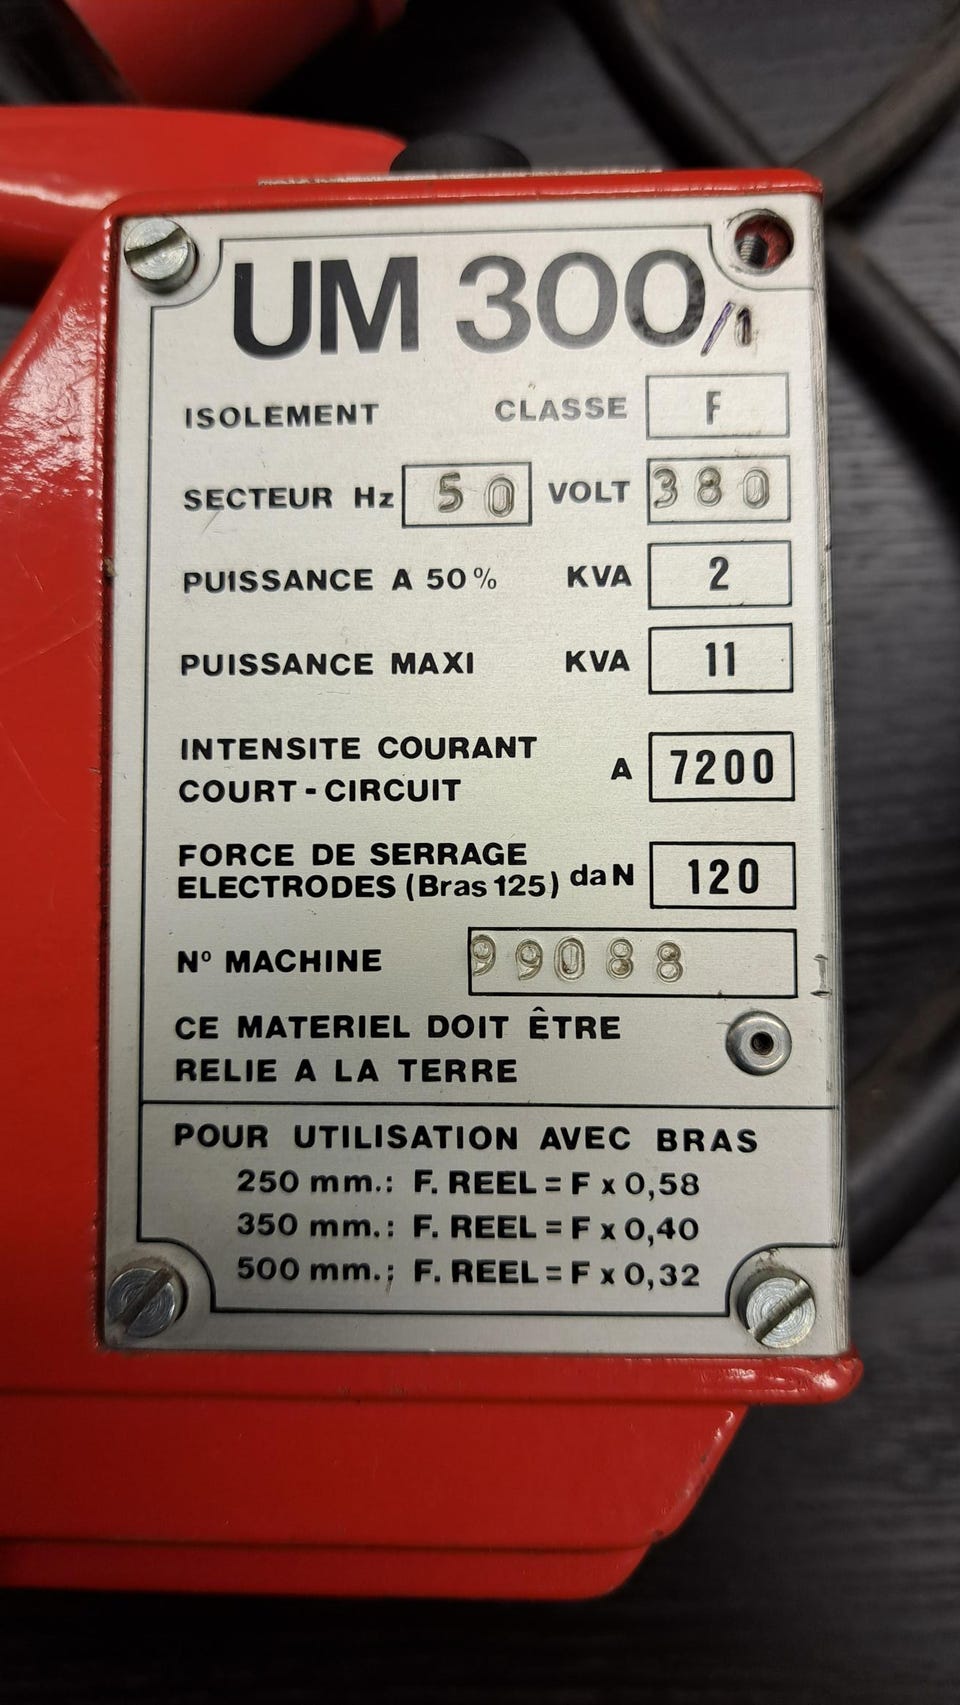 UM 300/1
ISOLEMENT CLASSE F
SECTEUR Hz 50 VOLT 380
PUISSANCE A 50% KVA 2
PUISSANCE MAXI KVA 11
INTENSITE COURANT
COURT-CIRCUIT A 7200
FORCE DE SERRAGE
ELECTRODES (Bras 125) daN 120
Nº MACHINE 99088 1
CE MATERIEL DOIT ÊTRE
RELIE A LA TERRE
POUR UTILISATION AVEC BRAS
250 mm.: F. REEL = F x 0,58
350 mm.: F. REEL = F x 0,40
500 mm.; F. REEL = F x 0,32